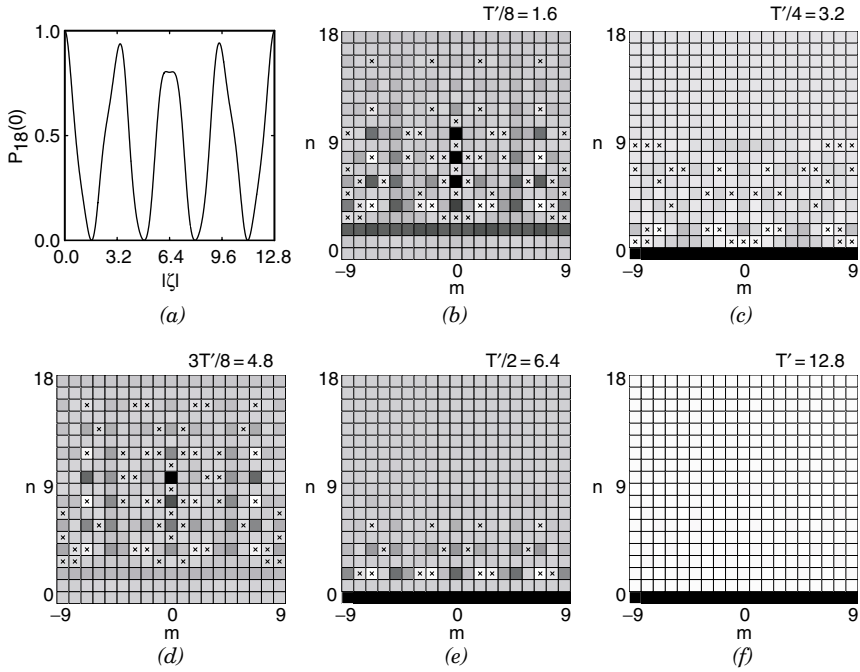 1.0
0.5
0.0
P18(0)
0.0 3.2 6.4 9.6 12.8
|ζ|
(a)
T′/8 = 1.6
18
n 9
0
−9 0 9
m
(b)
T′/4 = 3.2
18
n 9
0
−9 0 9
m
(c)
3T′/8 = 4.8
18
n 9
0
−9 0 9
m
(d)
T′/2 = 6.4
18
n 9
0
−9 0 9
m
(e)
T′ = 12.8
18
n 9
0
−9 0 9
m
(f)